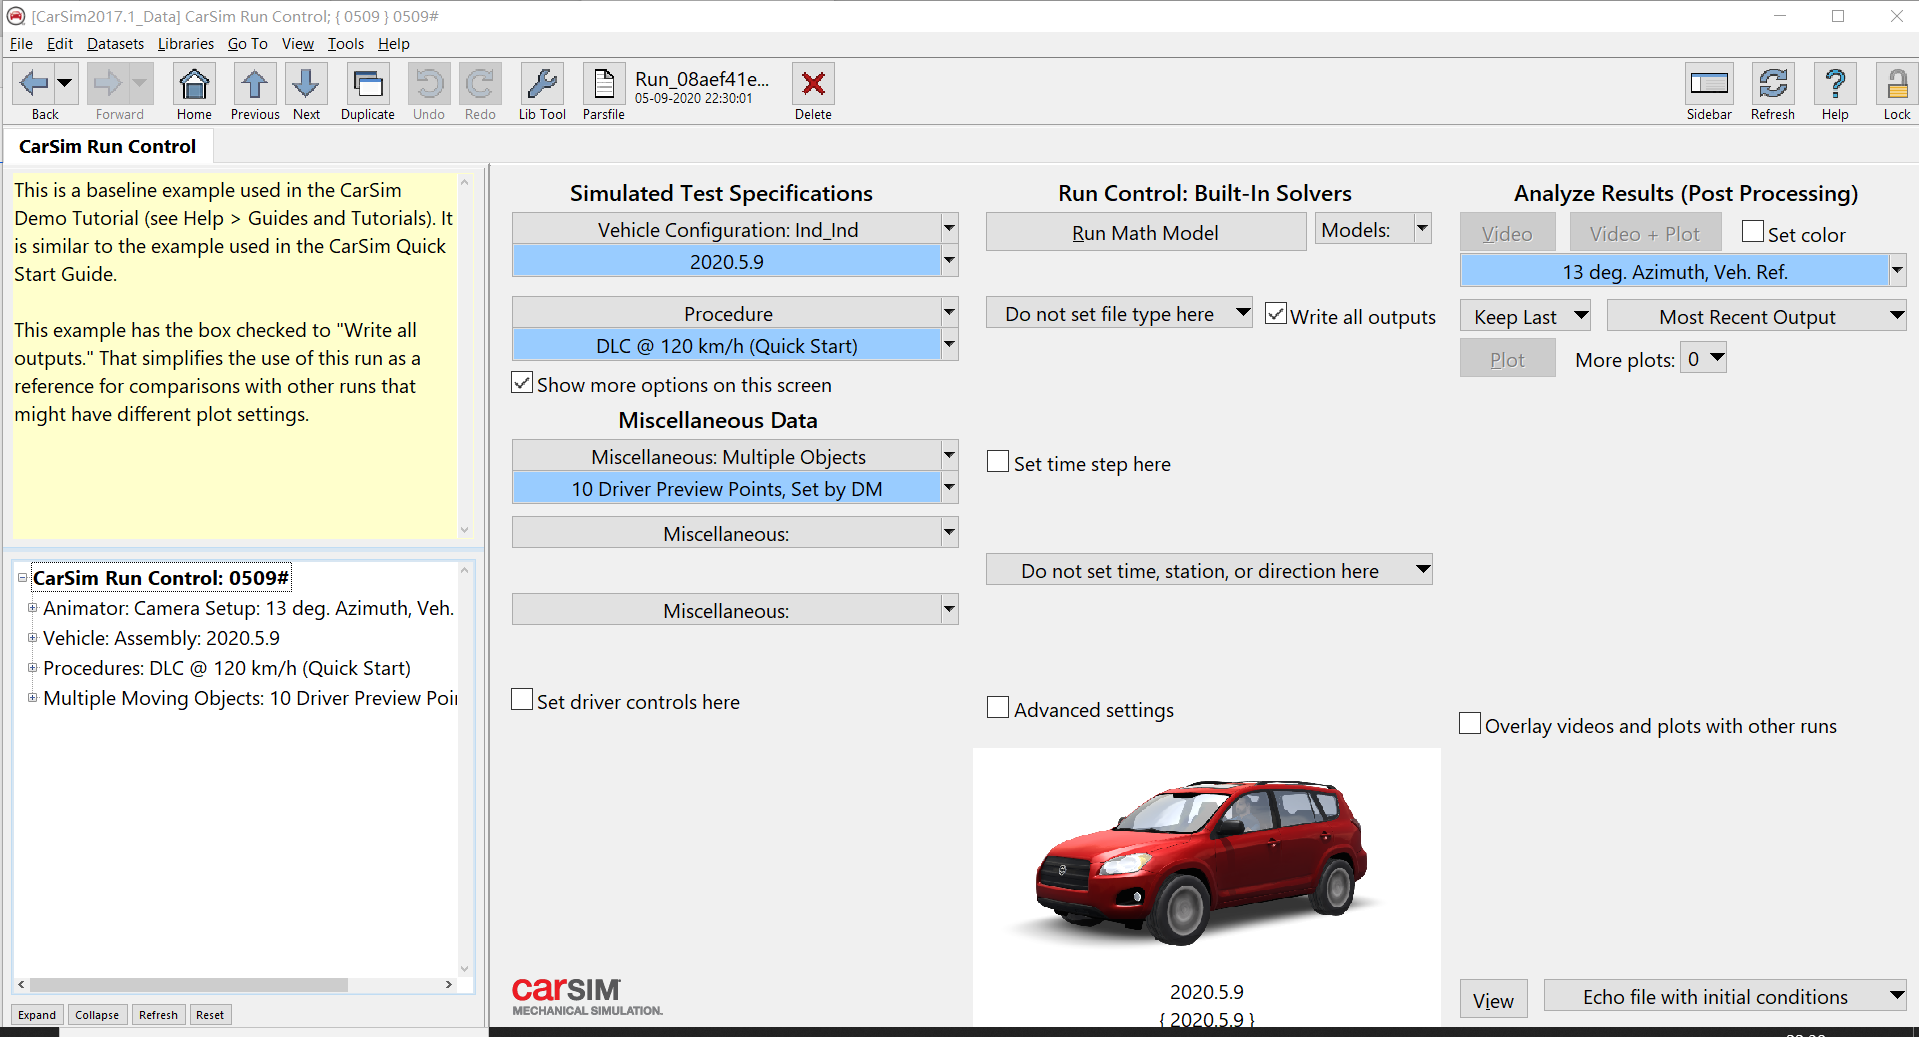 [CarSim2017.1_Data] CarSim Run Control; { 0509 } 0509#
File Edit Datasets Libraries Go To View Tools Help
Back Forward Home Previous Next Duplicate Undo Redo Lib Tool Parsfile Run_08aef41e... Delete Sidebar Refresh Help Lock
05-09-2020 22:30:01
CarSim Run Control
This is a baseline example used in the CarSim
Demo Tutorial (see Help > Guides and Tutorials). It
is similar to the example used in the CarSim Quick
Start Guide.
This example has the box checked to "Write all
outputs." That simplifies the use of this run as a
reference for comparisons with other runs that
might have different plot settings.
CarSim Run Control: 0509#
Animator: Camera Setup: 13 deg. Azimuth, Veh.
Vehicle: Assembly: 2020.5.9
Procedures: DLC @ 120 km/h (Quick Start)
Multiple Moving Objects: 10 Driver Preview Poi
Expand Collapse Refresh Reset
Simulated Test Specifications
Vehicle Configuration: Ind_Ind
2020.5.9
Procedure
DLC @ 120 km/h (Quick Start)
Show more options on this screen
Miscellaneous Data
Miscellaneous: Multiple Objects
10 Driver Preview Points, Set by DM
Miscellaneous:
Miscellaneous:
Set driver controls here
carSIM
MECHANICAL SIMULATION.
Run Control: Built-In Solvers
Run Math Model Models:
Do not set file type here Write all outputs
Set time step here
Do not set time, station, or direction here
Advanced settings
2020.5.9
{ 2020.5.9 }
Analyze Results (Post Processing)
Video Video + Plot Set color
13 deg. Azimuth, Veh. Ref.
Keep Last Most Recent Output
Plot More plots: 0
Overlay videos and plots with other runs
View Echo file with initial conditions